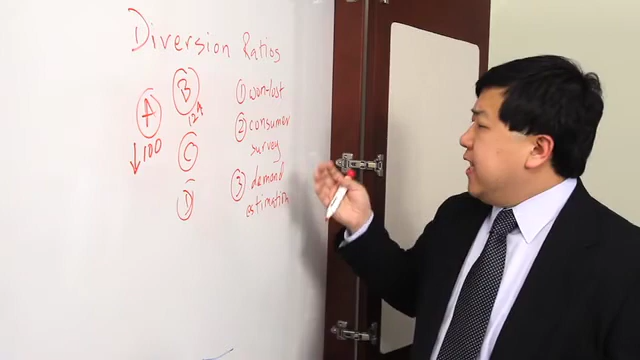 Diversion Ratios
A
↓100
B
C
D
① won-lost
② consumer
survey
③ demand
estimation